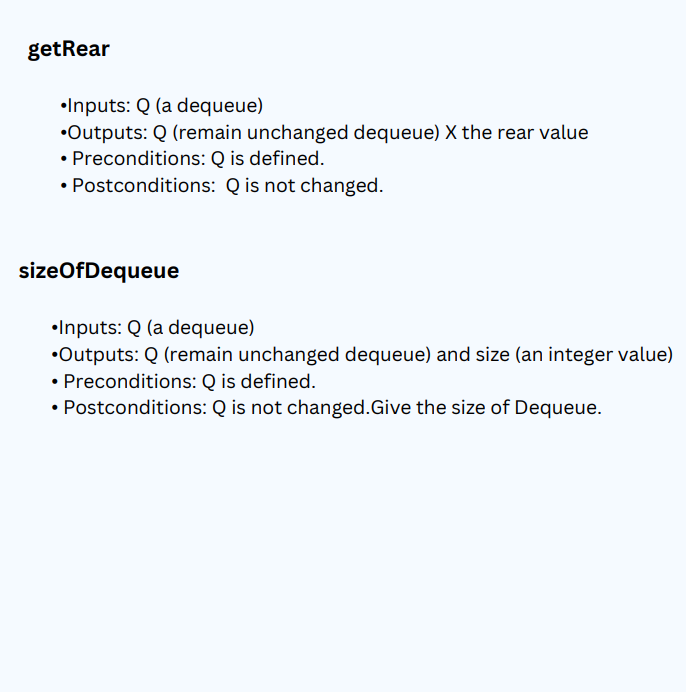 getRear
•Inputs: Q (a dequeue)
•Outputs: Q (remain unchanged dequeue) X the rear value
• Preconditions: Q is defined.
• Postconditions:  Q is not changed.
sizeOfDequeue
•Inputs: Q (a dequeue)
•Outputs: Q (remain unchanged dequeue) and size (an integer value)
• Preconditions: Q is defined.
• Postconditions: Q is not changed.Give the size of Dequeue.